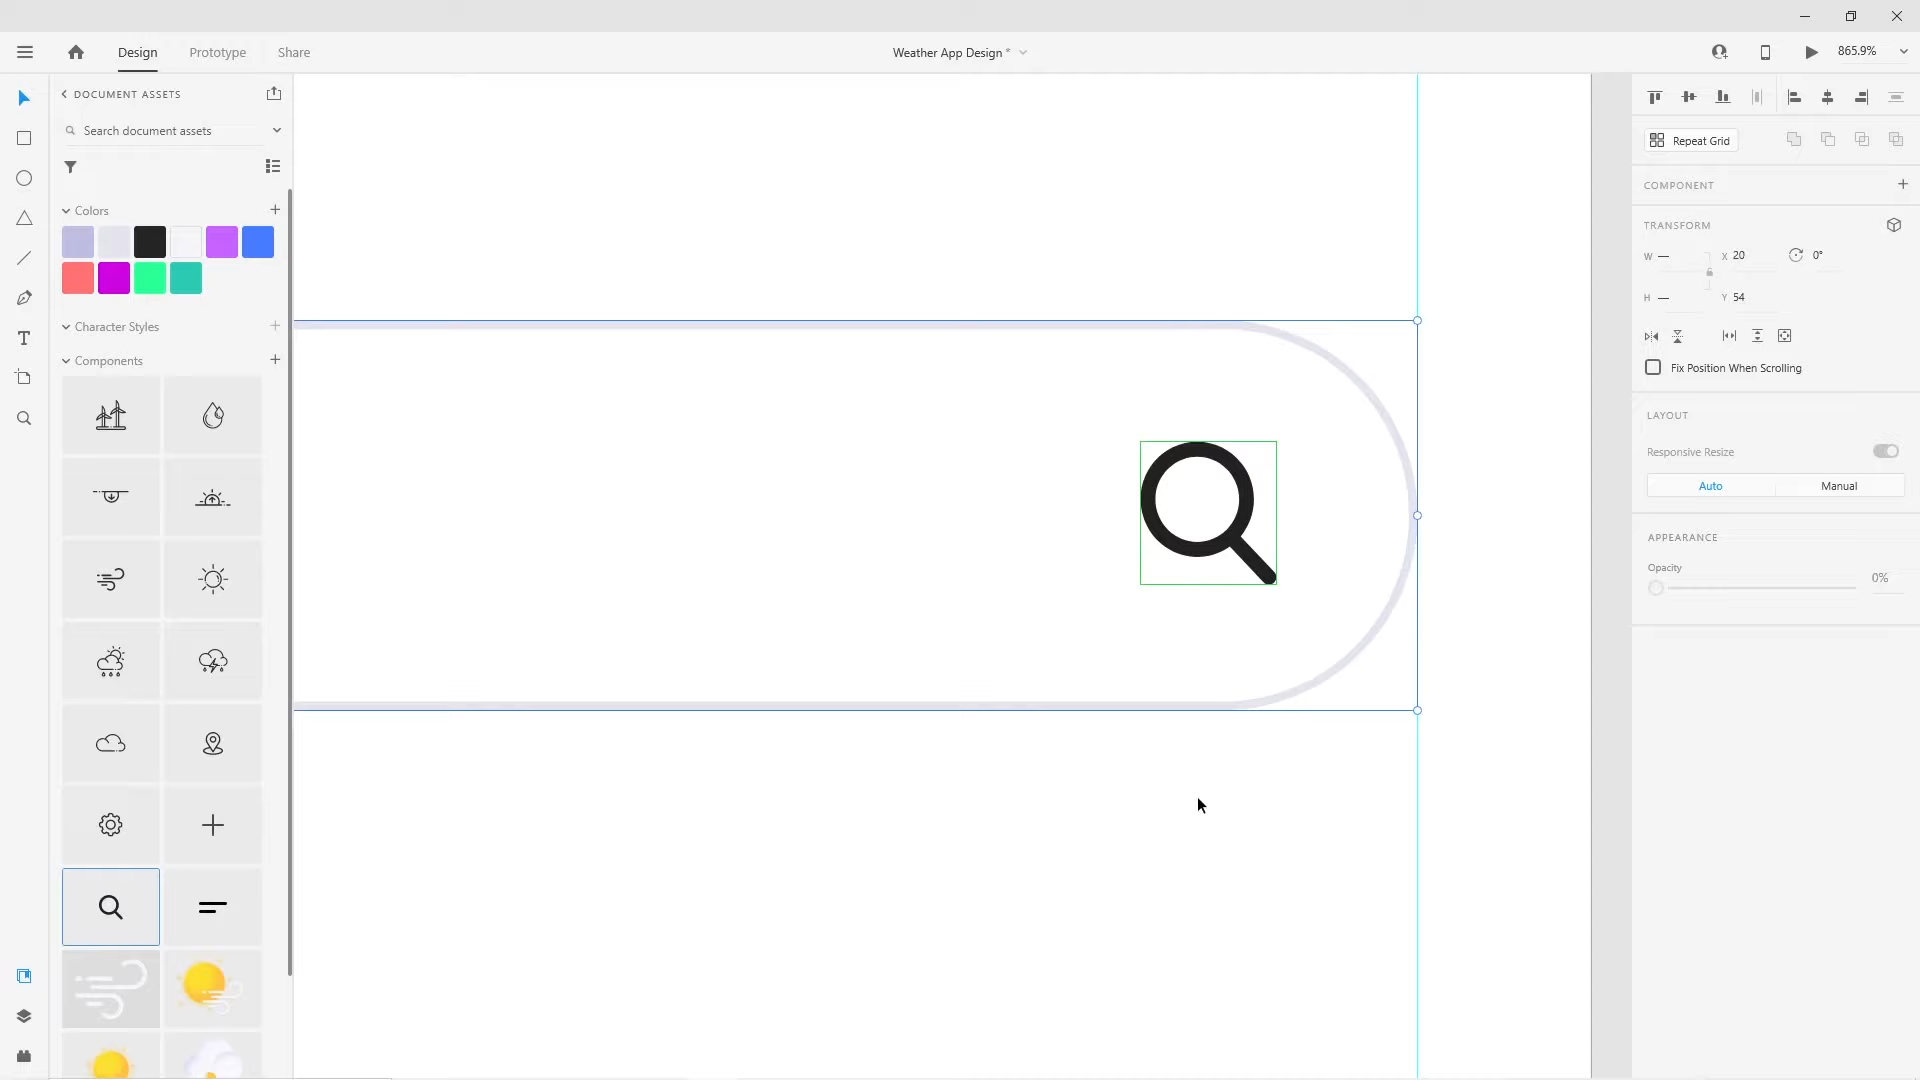 Design
Prototype
Share
Weather App Design *
865.9%
DOCUMENT ASSETS
Search document assets
Colors
Character Styles
Components
Repeat Grid
COMPONENT
TRANSFORM
W —
X 20
0°
H —
Y 54
Fix Position When Scrolling
LAYOUT
Responsive Resize
Auto
Manual
APPEARANCE
Opacity
0%